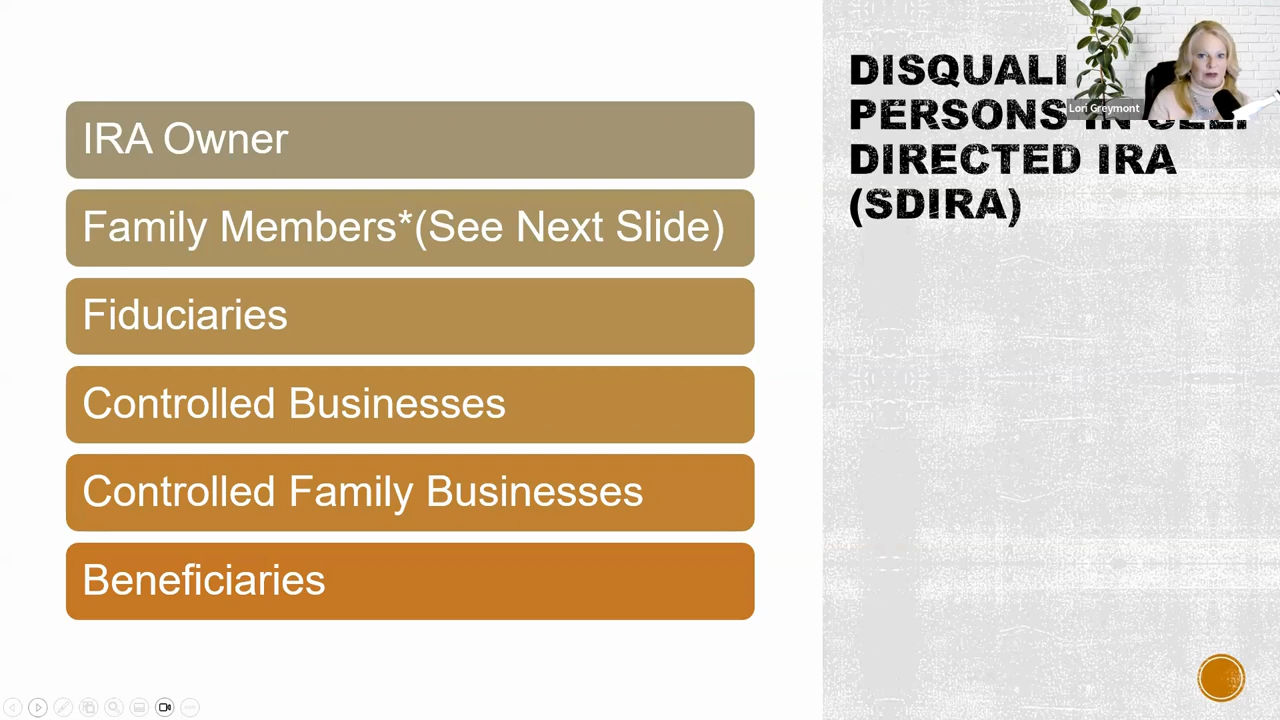 IRA Owner
Family Members*(See Next Slide)
Fiduciaries
Controlled Businesses
Controlled Family Businesses
Beneficiaries
PERSONS IN
DIRECTED IRA
(SDIRA)
Lori Greymont